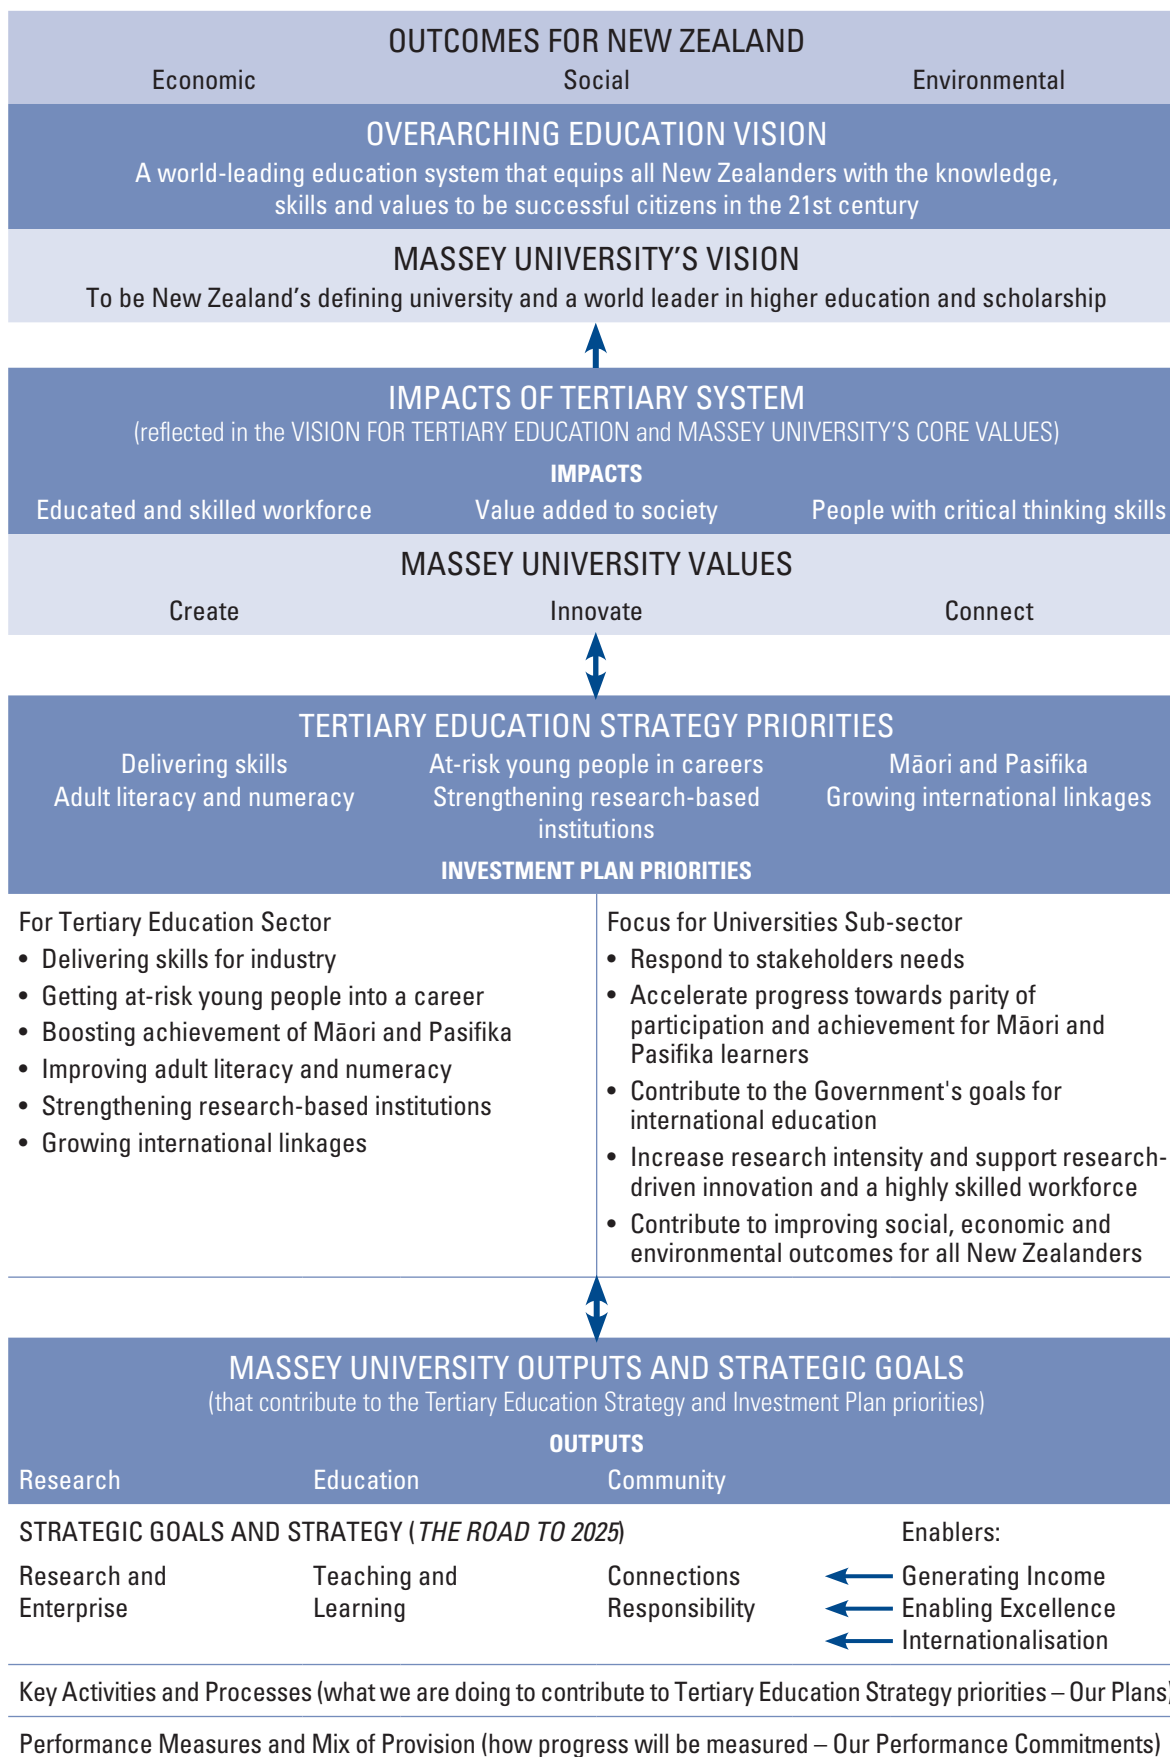 OUTCOMES FOR NEW ZEALAND
Economic Social Environmental
OVERARCHING EDUCATION VISION
A world-leading education system that equips all New Zealanders with the knowledge,
skills and values to be successful citizens in the 21st century
MASSEY UNIVERSITY'S VISION
To be New Zealand's defining university and a world leader in higher education and scholarship
IMPACTS OF TERTIARY SYSTEM
(reflected in the VISION FOR TERTIARY EDUCATION and MASSEY UNIVERSITY'S CORE VALUES)
IMPACTS
Educated and skilled workforce Value added to society People with critical thinking skills
MASSEY UNIVERSITY VALUES
Create Innovate Connect
TERTIARY EDUCATION STRATEGY PRIORITIES
Delivering skills At-risk young people in careers Māori and Pasifika
Adult literacy and numeracy Strengthening research-based Growing international linkages
institutions
INVESTMENT PLAN PRIORITIES
For Tertiary Education Sector
• Delivering skills for industry
• Getting at-risk young people into a career
• Boosting achievement of Māori and Pasifika
• Improving adult literacy and numeracy
• Strengthening research-based institutions
• Growing international linkages
Focus for Universities Sub-sector
• Respond to stakeholders needs
• Accelerate progress towards parity of
participation and achievement for Māori and
Pasifika learners
• Contribute to the Government's goals for
international education
• Increase research intensity and support research-
driven innovation and a highly skilled workforce
• Contribute to improving social, economic and
environmental outcomes for all New Zealanders
MASSEY UNIVERSITY OUTPUTS AND STRATEGIC GOALS
(that contribute to the Tertiary Education Strategy and Investment Plan priorities)
OUTPUTS
Research Education Community
STRATEGIC GOALS AND STRATEGY (THE ROAD TO 2025) Enablers:
Research and Teaching and Connections Generating Income
Enterprise Learning Responsibility Enabling Excellence
Internationalisation
Key Activities and Processes (what we are doing to contribute to Tertiary Education Strategy priorities – Our Plans)
Performance Measures and Mix of Provision (how progress will be measured – Our Performance Commitments)